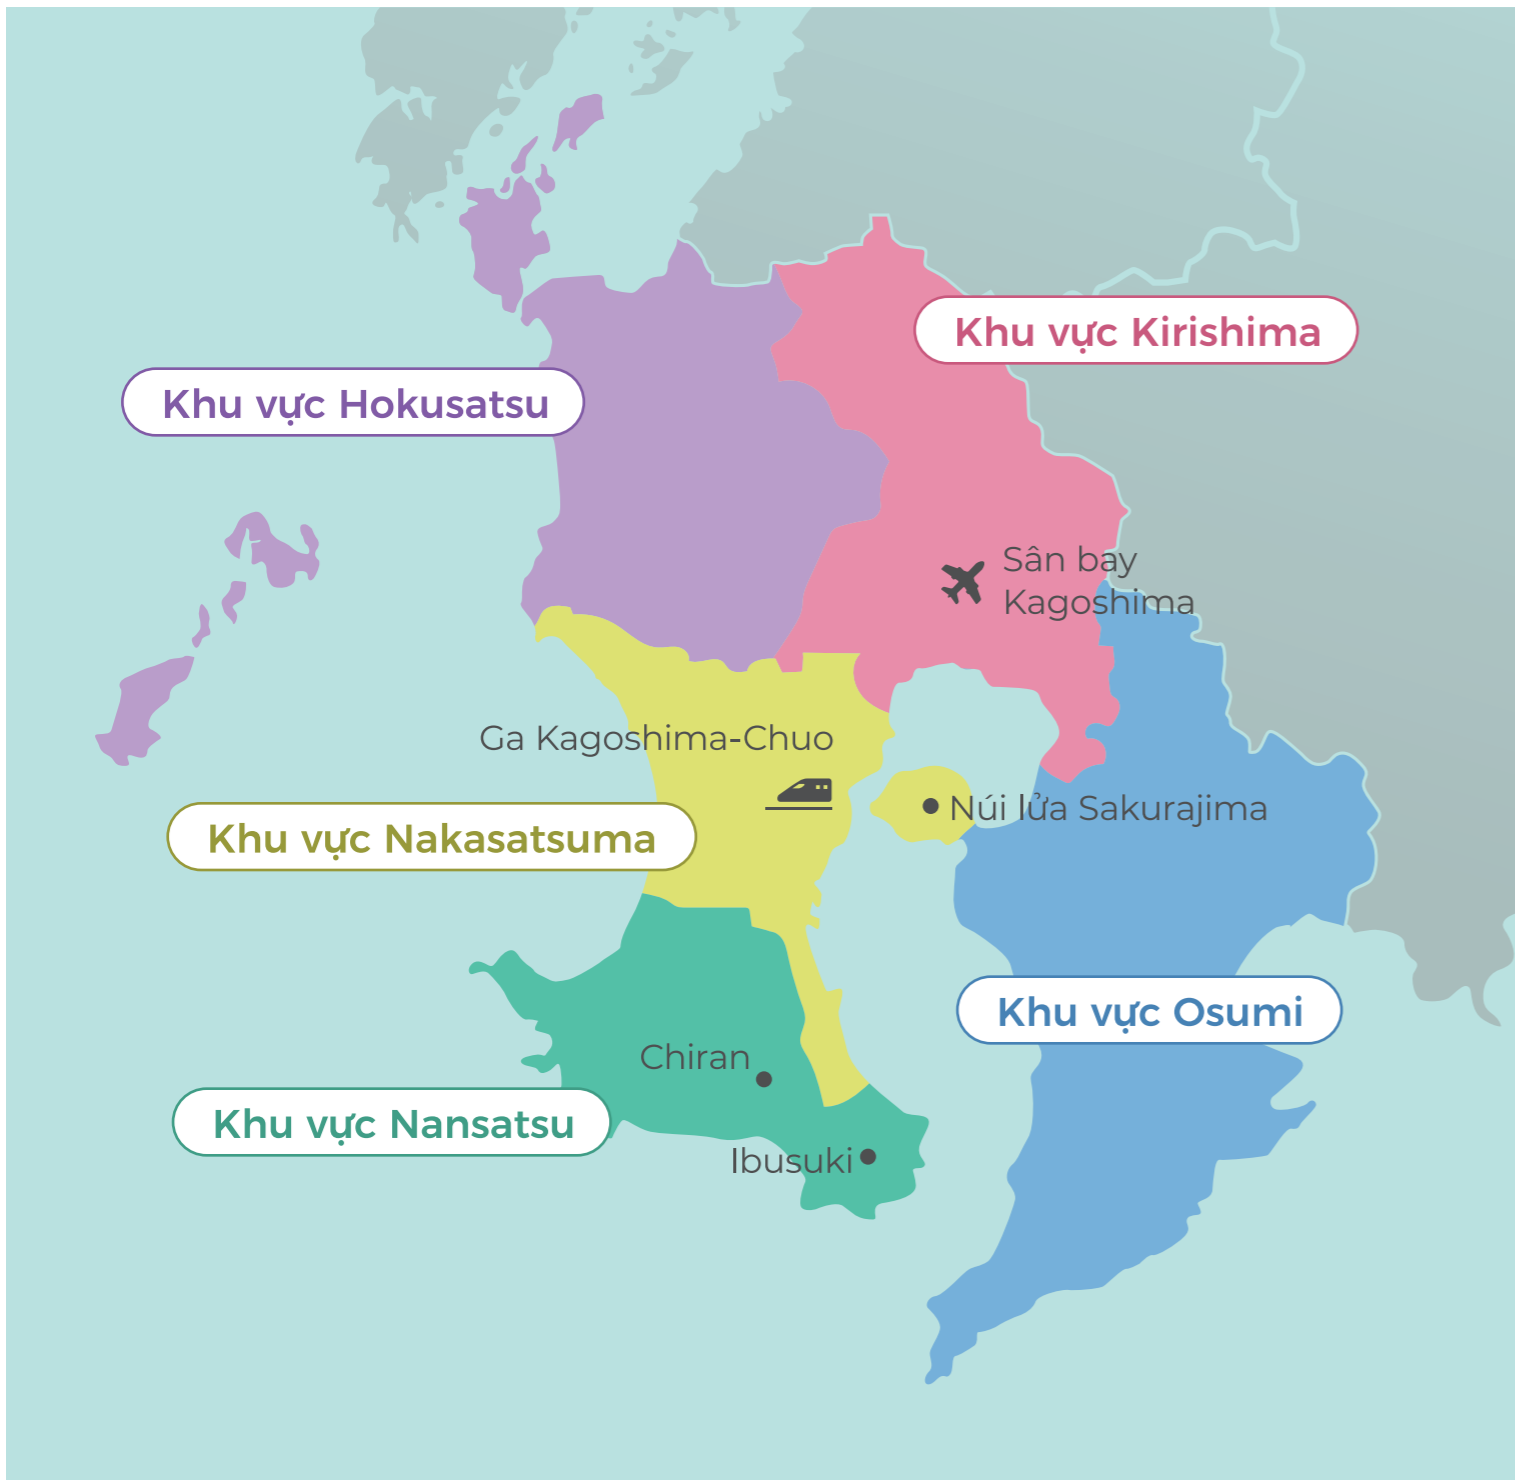 Khu vực Kirishima
Khu vực Hokusatsu
Sân bay
Kagoshima
Ga Kagoshima-Chuo
Núi lửa Sakurajima
Khu vực Nakasatsuma
Khu vực Osumi
Chiran
Khu vực Nansatsu
Ibusuki